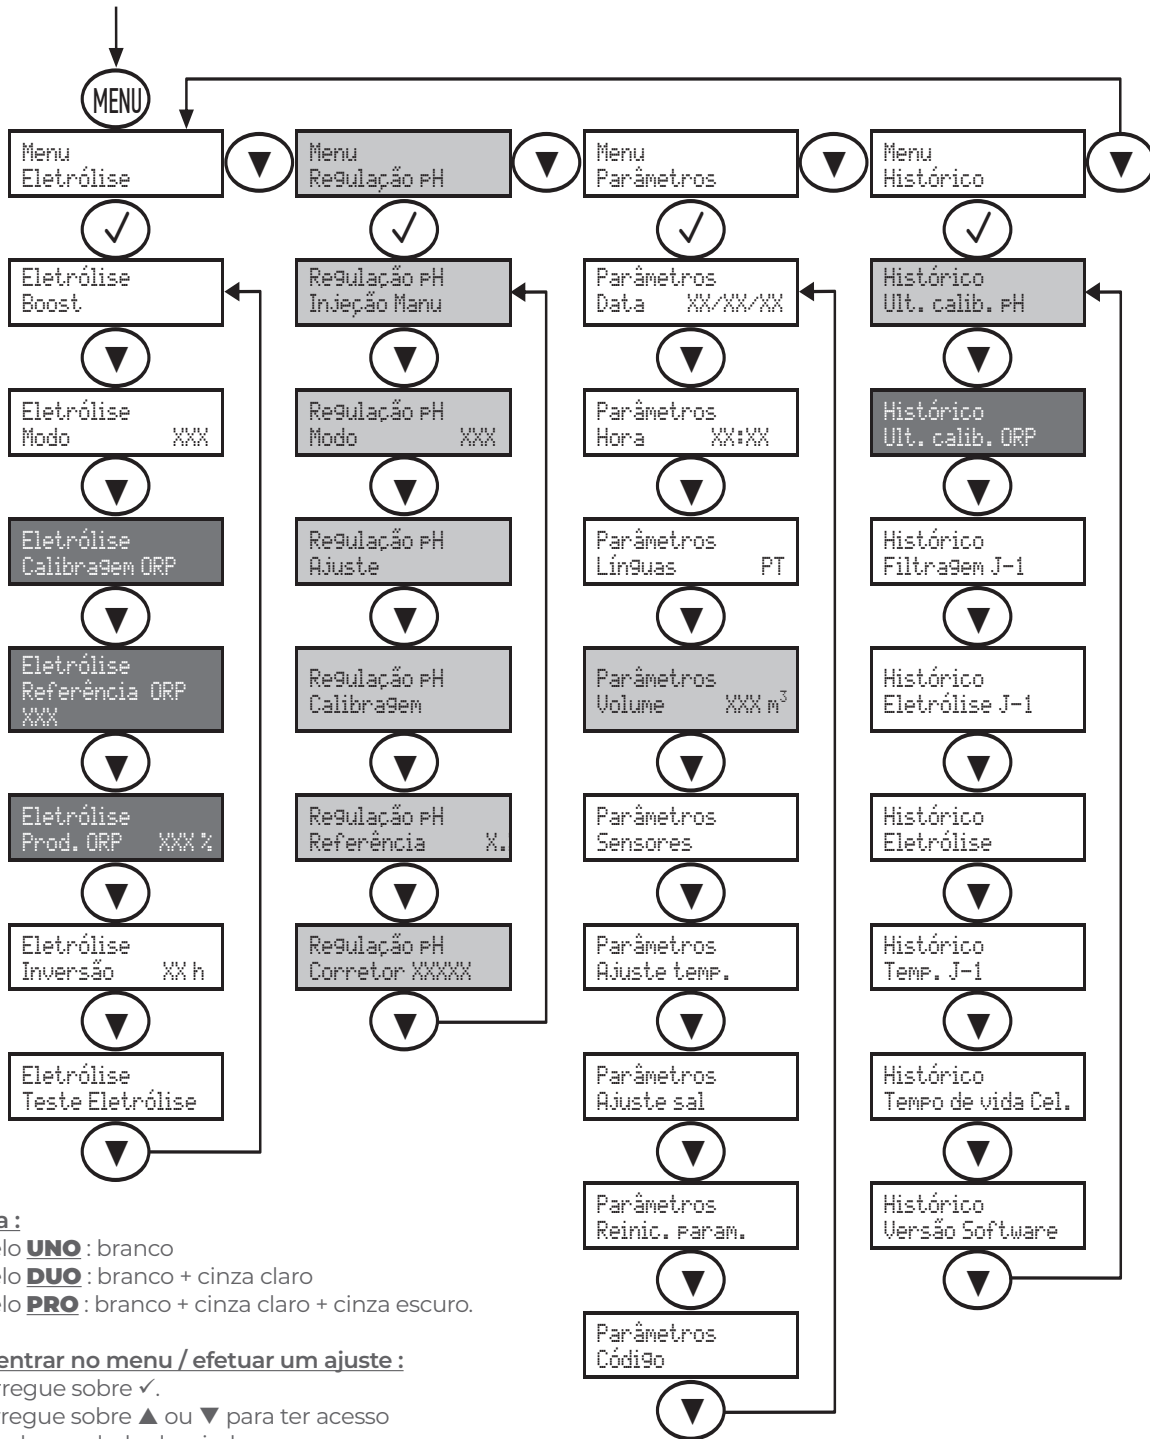 MENU
Menu
Eletrólise
Eletrólise
Boost
Eletrólise
Modo XXX
Eletrólise
Calibragem ORP
Eletrólise
Referência ORP
XXX
Eletrólise
Prod. ORP XXX %
Eletrólise
Inversão XX h
Eletrólise
Teste Eletrólise
Menu
Regulação pH
Regulação pH
Injeção Manu
Regulação pH
Modo XXX
Regulação pH
Ajuste
Regulação pH
Calibragem
Regulação pH
Referência X.
Regulação pH
Corretor XXXXX
Menu
Parâmetros
Parâmetros
Data XX/XX/XX
Parâmetros
Hora XX:XX
Parâmetros
Línguas PT
Parâmetros
Volume XXX m³
Parâmetros
Sensores
Parâmetros
Ajuste temp.
Parâmetros
Ajuste sal
Parâmetros
Reinic. param.
Parâmetros
Código
Menu
Histórico
Histórico
Ult. calib. pH
Histórico
Ult. calib. ORP
Histórico
Filtragem J-1
Histórico
Eletrólise J-1
Histórico
Eletrólise
Histórico
Temp. J-1
Histórico
Tempo de vida Cel.
Histórico
Versão Software
a :
elo UNO : branco
elo DUO : branco + cinza claro
elo PRO : branco + cinza claro + cinza escuro.
entrar no menu / efetuar um ajuste :
rregue sobre ✓.
rregue sobre ▲ ou ▼ para ter acesso